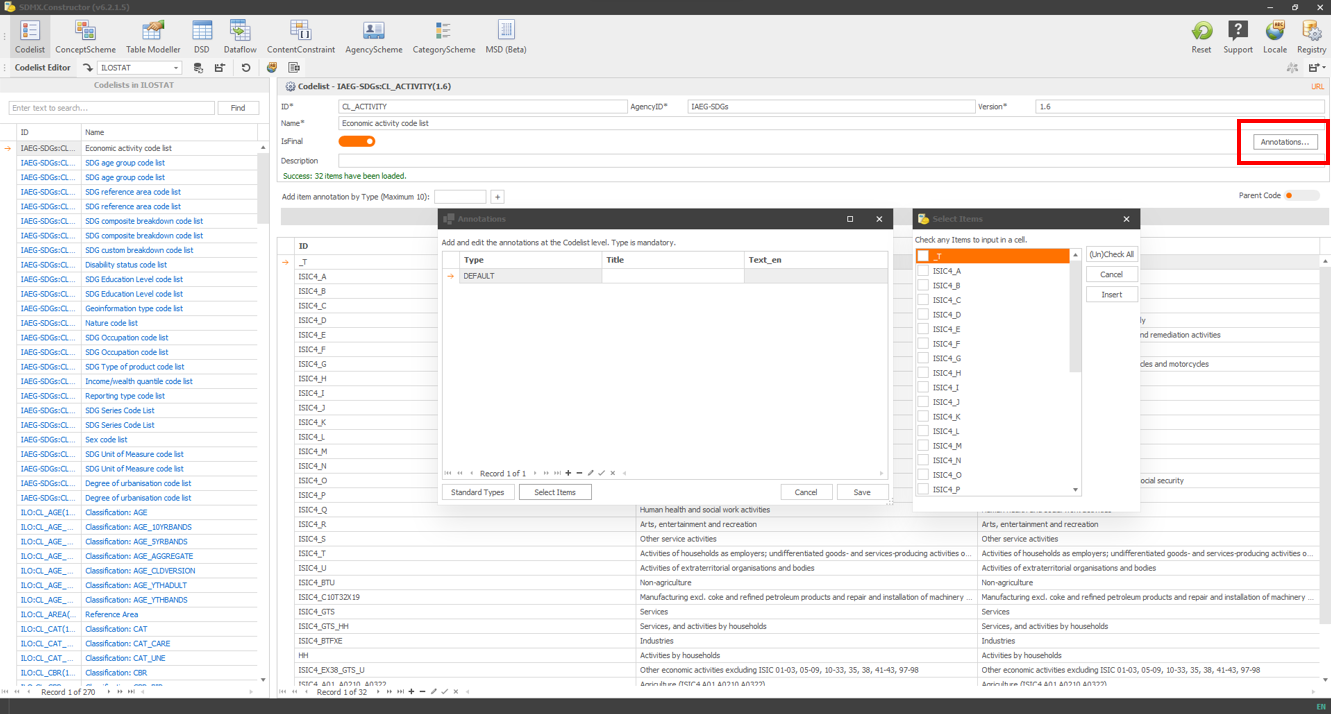 SDMX.Constructor (v6.2.1.5)
Codelist ConceptScheme Table Modeller DSD Dataflow ContentConstraint AgencyScheme CategoryScheme MSD (Beta) Reset Support Locale Registry
Codelist Editor ILOSTAT
Codelists in ILOSTAT
Enter text to search... Find
ID Name
IAEG-SDGs:CL... Economic activity code list
IAEG-SDGs:CL... SDG age group code list
IAEG-SDGs:CL... SDG age group code list
IAEG-SDGs:CL... SDG reference area code list
IAEG-SDGs:CL... SDG reference area code list
IAEG-SDGs:CL... SDG composite breakdown code list
IAEG-SDGs:CL... SDG composite breakdown code list
IAEG-SDGs:CL... SDG custom breakdown code list
IAEG-SDGs:CL... Disability status code list
IAEG-SDGs:CL... SDG Education Level code list
IAEG-SDGs:CL... SDG Education Level code list
IAEG-SDGs:CL... Geoinformation type code list
IAEG-SDGs:CL... Nature code list
IAEG-SDGs:CL... SDG Occupation code list
IAEG-SDGs:CL... SDG Occupation code list
IAEG-SDGs:CL... SDG Type of product code list
IAEG-SDGs:CL... Income/wealth quantile code list
IAEG-SDGs:CL... Reporting type code list
IAEG-SDGs:CL... SDG Series Code List
IAEG-SDGs:CL... SDG Series Code List
IAEG-SDGs:CL... Sex code list
IAEG-SDGs:CL... SDG Unit of Measure code list
IAEG-SDGs:CL... SDG Unit of Measure code list
IAEG-SDGs:CL... Degree of urbanisation code list
IAEG-SDGs:CL... Degree of urbanisation code list
ILO:CL_AGE(1... Classification: AGE
ILO:CL_AGE_... Classification: AGE_10YRBANDS
ILO:CL_AGE_... Classification: AGE_5YRBANDS
ILO:CL_AGE_... Classification: AGE_AGGREGATE
ILO:CL_AGE_... Classification: AGE_CLDVERSION
ILO:CL_AGE_... Classification: AGE_YTHADULT
ILO:CL_AGE_... Classification: AGE_YTHBANDS
ILO:CL_AREA(... Reference Area
ILO:CL_CAT(1... Classification: CAT
ILO:CL_CAT_... Classification: CAT_CARE
ILO:CL_CAT_... Classification: CAT_UNE
ILO:CL_CBR(1... Classification: CBR
Record 1 of 270
Codelist - IAEG-SDGs:CL_ACTIVITY(1.6) URL
ID* CL_ACTIVITY AgencyID* IAEG-SDGs Version* 1.6
Name* Economic activity code list
IsFinal Annotations...
Description
Success: 32 items have been loaded.
Add item annotation by Type (Maximum 10): + Parent Code
ID
_T
ISIC4_A
ISIC4_B
ISIC4_C
ISIC4_D ly
ISIC4_E nd remediation activities
ISIC4_F
ISIC4_G cles and motorcycles
ISIC4_H
ISIC4_I
ISIC4_J
ISIC4_K
ISIC4_L
ISIC4_M
ISIC4_N
ISIC4_O ocial security
ISIC4_P
ISIC4_Q Human health and social work activities
ISIC4_R Arts, entertainment and recreation Arts, entertainment and recreation
ISIC4_S Other service activities Other service activities
ISIC4_T Activities of households as employers; undifferentiated goods- and services-producing activities o... Activities of households as employers; undifferentiated goods- and services-producing activities o...
ISIC4_U Activities of extraterritorial organisations and bodies Activities of extraterritorial organisations and bodies
ISIC4_BTU Non-agriculture Non-agriculture
ISIC4_C10T32X19 Manufacturing excl. coke and refined petroleum products and repair and installation of machinery ... Manufacturing excl. coke and refined petroleum products and repair and installation of machinery ...
ISIC4_GTS Services Services
ISIC4_GTS_HH Services, and activities by households Services, and activities by households
ISIC4_BTFXE Industries Industries
HH Activities by households Activities by households
ISIC4_EX38_GTS_U Other economic activities excluding ISIC 01-03, 05-09, 10-33, 35, 38, 41-43, 97-98 Other economic activities excluding ISIC 01-03, 05-09, 10-33, 35, 38, 41-43, 97-98
ISIC4_A01_A0210_A0322 Agriculture (ISIC4 A01 A0210 A0322) Agriculture (ISIC4 A01 A0210 A0322)
Record 1 of 32
Annotations
Add and edit the annotations at the Codelist level. Type is mandatory.
Type Title Text_en
DEFAULT
Record 1 of 1
Standard Types Select Items Cancel Save
Select Items
Check any Items to input in a cell.
(Un)Check All
Cancel
Insert
_T
ISIC4_A
ISIC4_B
ISIC4_C
ISIC4_D
ISIC4_E
ISIC4_F
ISIC4_G
ISIC4_H
ISIC4_I
ISIC4_J
ISIC4_K
ISIC4_L
ISIC4_M
ISIC4_N
ISIC4_O
ISIC4_P
EN